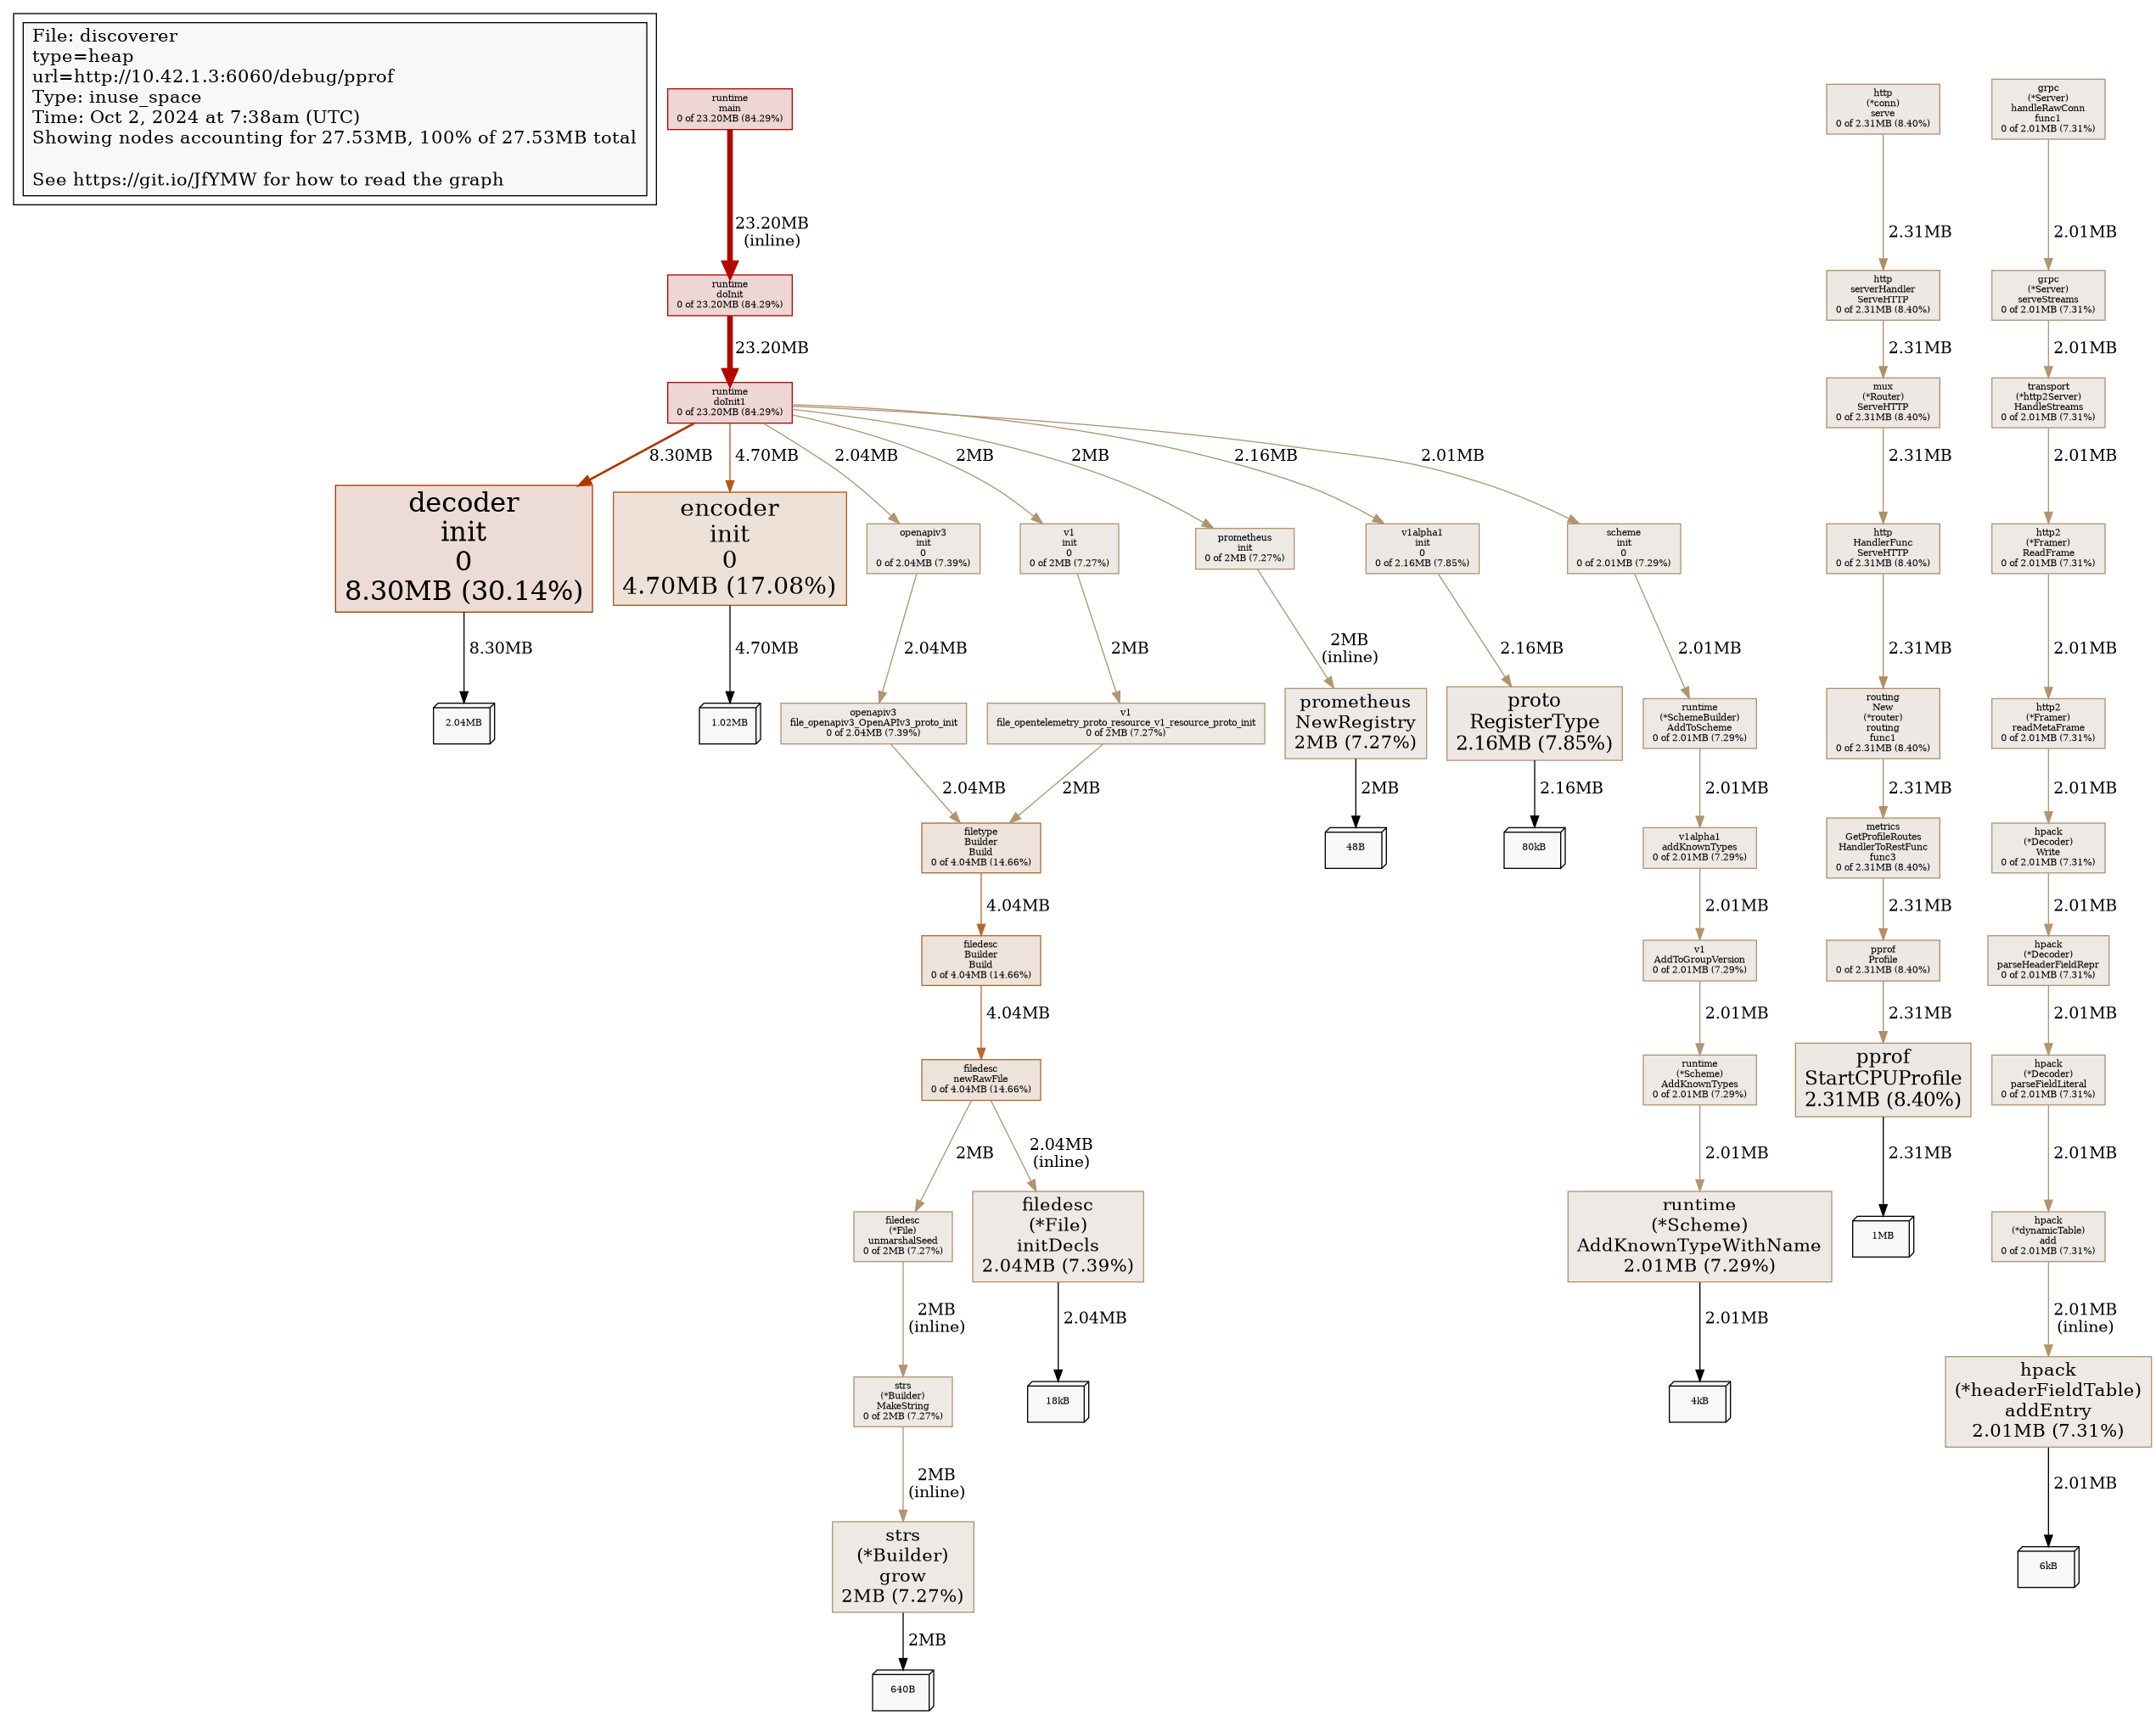 File: discoverer
type=heap
url=http://10.42.1.3:6060/debug/pprof
Type: inuse_space
Time: Oct 2, 2024 at 7:38am (UTC)
Showing nodes accounting for 27.53MB, 100% of 27.53MB total
See https://git.io/JfYMW for how to read the graph
runtime
main
0 of 23.20MB (84.29%)
23.20MB
(inline)
runtime
doInit
0 of 23.20MB (84.29%)
23.20MB
runtime
doInit1
0 of 23.20MB (84.29%)
8.30MB
4.70MB
2.04MB
2MB
2MB
2.16MB
2.01MB
decoder
init
0
8.30MB (30.14%)
8.30MB
2.04MB
encoder
init
0
4.70MB (17.08%)
4.70MB
1.02MB
openapiv3
init
0
0 of 2.04MB (7.39%)
2.04MB
openapiv3
file_openapiv3_OpenAPIv3_proto_init
0 of 2.04MB (7.39%)
2.04MB
v1
init
0
0 of 2MB (7.27%)
2MB
v1
file_opentelemetry_proto_resource_v1_resource_proto_init
0 of 2MB (7.27%)
2MB
filetype
Builder
Build
0 of 4.04MB (14.66%)
4.04MB
filedesc
Builder
Build
0 of 4.04MB (14.66%)
4.04MB
filedesc
newRawFile
0 of 4.04MB (14.66%)
2MB
2.04MB
(inline)
filedesc
(*File)
unmarshalSeed
0 of 2MB (7.27%)
2MB
(inline)
strs
(*Builder)
MakeString
0 of 2MB (7.27%)
2MB
(inline)
strs
(*Builder)
grow
2MB (7.27%)
2MB
640B
filedesc
(*File)
initDecls
2.04MB (7.39%)
2.04MB
18kB
prometheus
init
0 of 2MB (7.27%)
2MB
(inline)
prometheus
NewRegistry
2MB (7.27%)
2MB
48B
v1alpha1
init
0
0 of 2.16MB (7.85%)
2.16MB
proto
RegisterType
2.16MB (7.85%)
2.16MB
80kB
scheme
init
0
0 of 2.01MB (7.29%)
2.01MB
runtime
(*SchemeBuilder)
AddToScheme
0 of 2.01MB (7.29%)
2.01MB
v1alpha1
addKnownTypes
0 of 2.01MB (7.29%)
2.01MB
v1
AddToGroupVersion
0 of 2.01MB (7.29%)
2.01MB
runtime
(*Scheme)
AddKnownTypes
0 of 2.01MB (7.29%)
2.01MB
runtime
(*Scheme)
AddKnownTypeWithName
2.01MB (7.29%)
2.01MB
4kB
http
(*conn)
serve
0 of 2.31MB (8.40%)
2.31MB
http
serverHandler
ServeHTTP
0 of 2.31MB (8.40%)
2.31MB
mux
(*Router)
ServeHTTP
0 of 2.31MB (8.40%)
2.31MB
http
HandlerFunc
ServeHTTP
0 of 2.31MB (8.40%)
2.31MB
routing
New
(*router)
routing
func1
0 of 2.31MB (8.40%)
2.31MB
metrics
GetProfileRoutes
HandlerToRestFunc
func3
0 of 2.31MB (8.40%)
2.31MB
pprof
Profile
0 of 2.31MB (8.40%)
2.31MB
pprof
StartCPUProfile
2.31MB (8.40%)
2.31MB
1MB
grpc
(*Server)
handleRawConn
func1
0 of 2.01MB (7.31%)
2.01MB
grpc
(*Server)
serveStreams
0 of 2.01MB (7.31%)
2.01MB
transport
(*http2Server)
HandleStreams
0 of 2.01MB (7.31%)
2.01MB
http2
(*Framer)
ReadFrame
0 of 2.01MB (7.31%)
2.01MB
http2
(*Framer)
readMetaFrame
0 of 2.01MB (7.31%)
2.01MB
hpack
(*Decoder)
Write
0 of 2.01MB (7.31%)
2.01MB
hpack
(*Decoder)
parseHeaderFieldRepr
0 of 2.01MB (7.31%)
2.01MB
hpack
(*Decoder)
parseFieldLiteral
0 of 2.01MB (7.31%)
2.01MB
hpack
(*dynamicTable)
add
0 of 2.01MB (7.31%)
2.01MB
(inline)
hpack
(*headerFieldTable)
addEntry
2.01MB (7.31%)
2.01MB
6kB